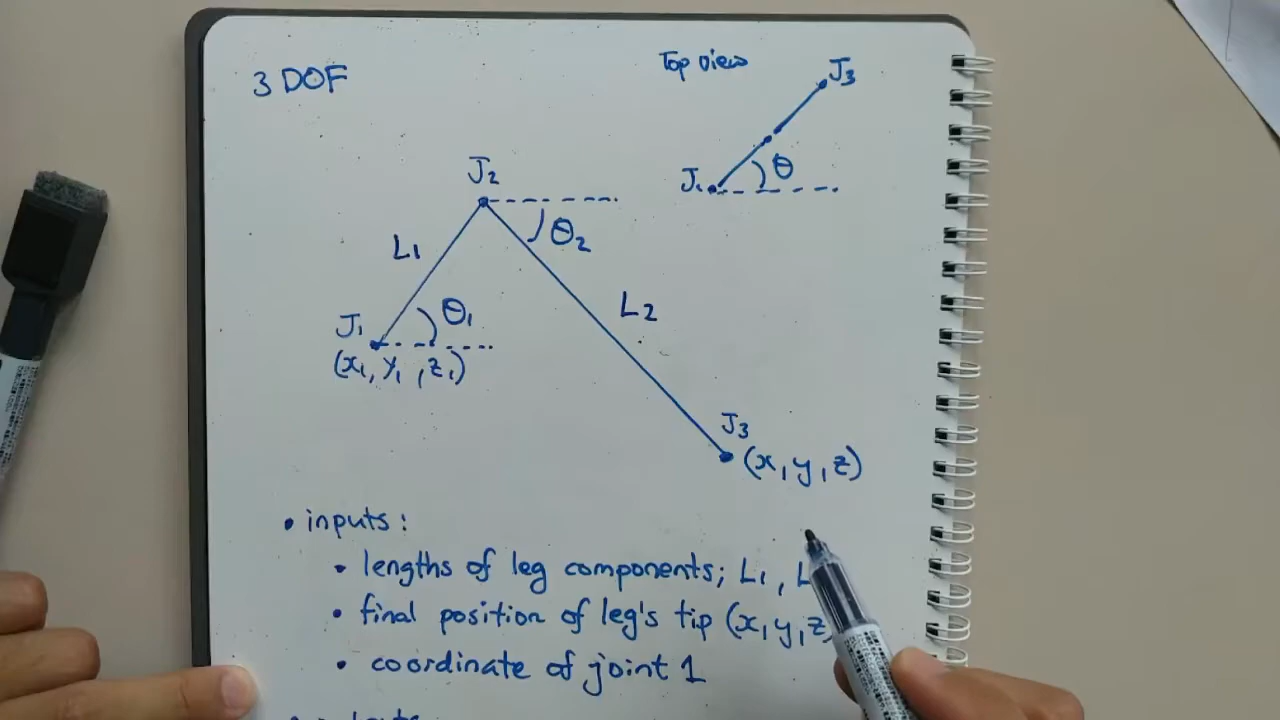 3 DOF
Top view
J3
J1
θ
J2
θ2
L1
L2
θ1
J1
(x1, y1, z1)
J3
(x, y, z)
• inputs:
• lengths of leg components; L1, L
• final position of leg's tip (x, y, z
• coordinate of joint 1